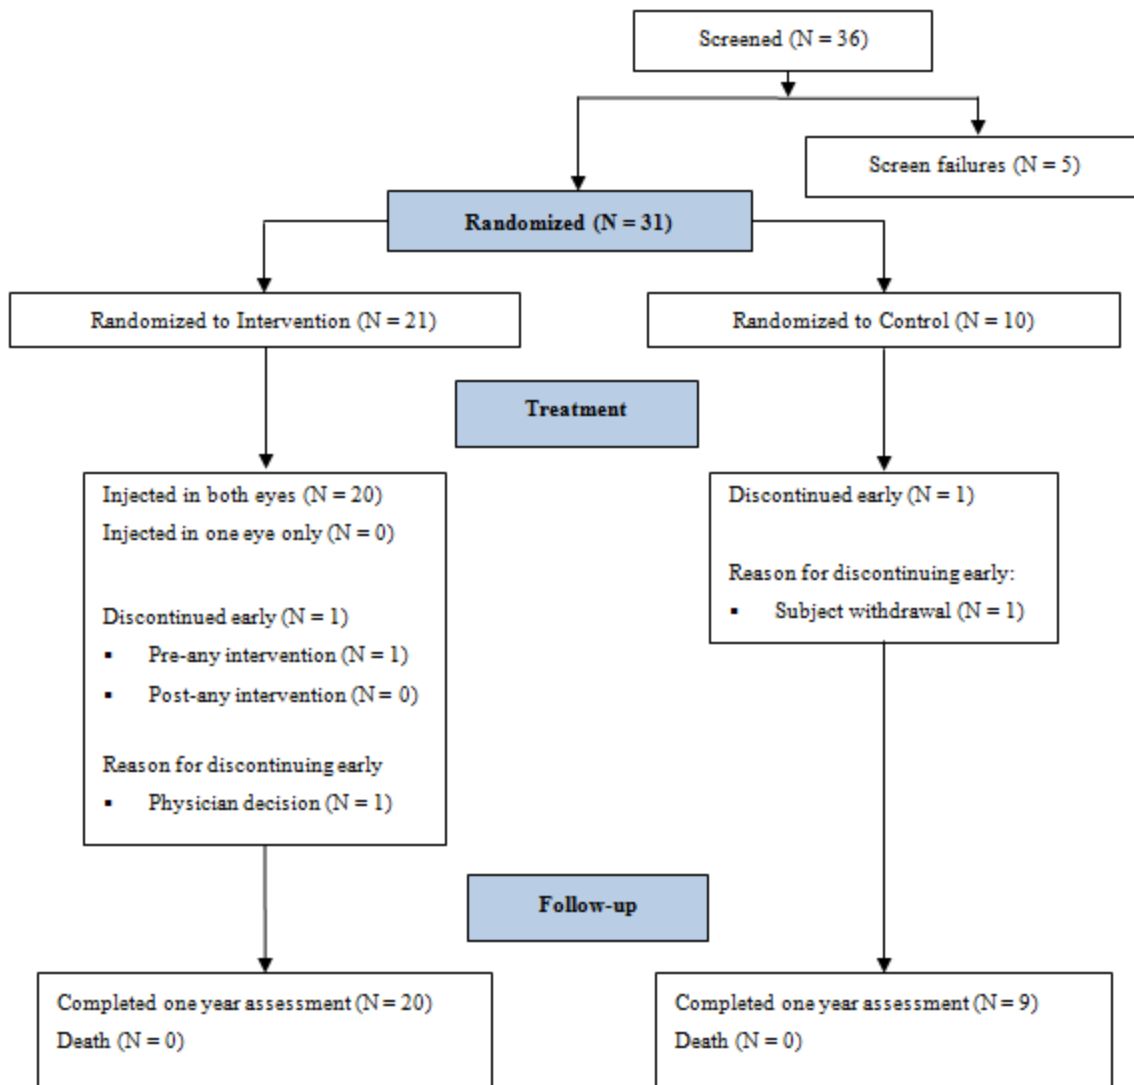 Screened (N = 36)
Screen failures (N = 5)
Randomized (N = 31)
Randomized to Intervention (N = 21)
Randomized to Control (N = 10)
Treatment
Injected in both eyes (N = 20)
Injected in one eye only (N = 0)
Discontinued early (N = 1)
▪ Pre-any intervention (N = 1)
▪ Post-any intervention (N = 0)
Reason for discontinuing early
▪ Physician decision (N = 1)
Discontinued early (N = 1)
Reason for discontinuing early:
▪ Subject withdrawal (N = 1)
Follow-up
Completed one year assessment (N = 20)
Death (N = 0)
Completed one year assessment (N = 9)
Death (N = 0)